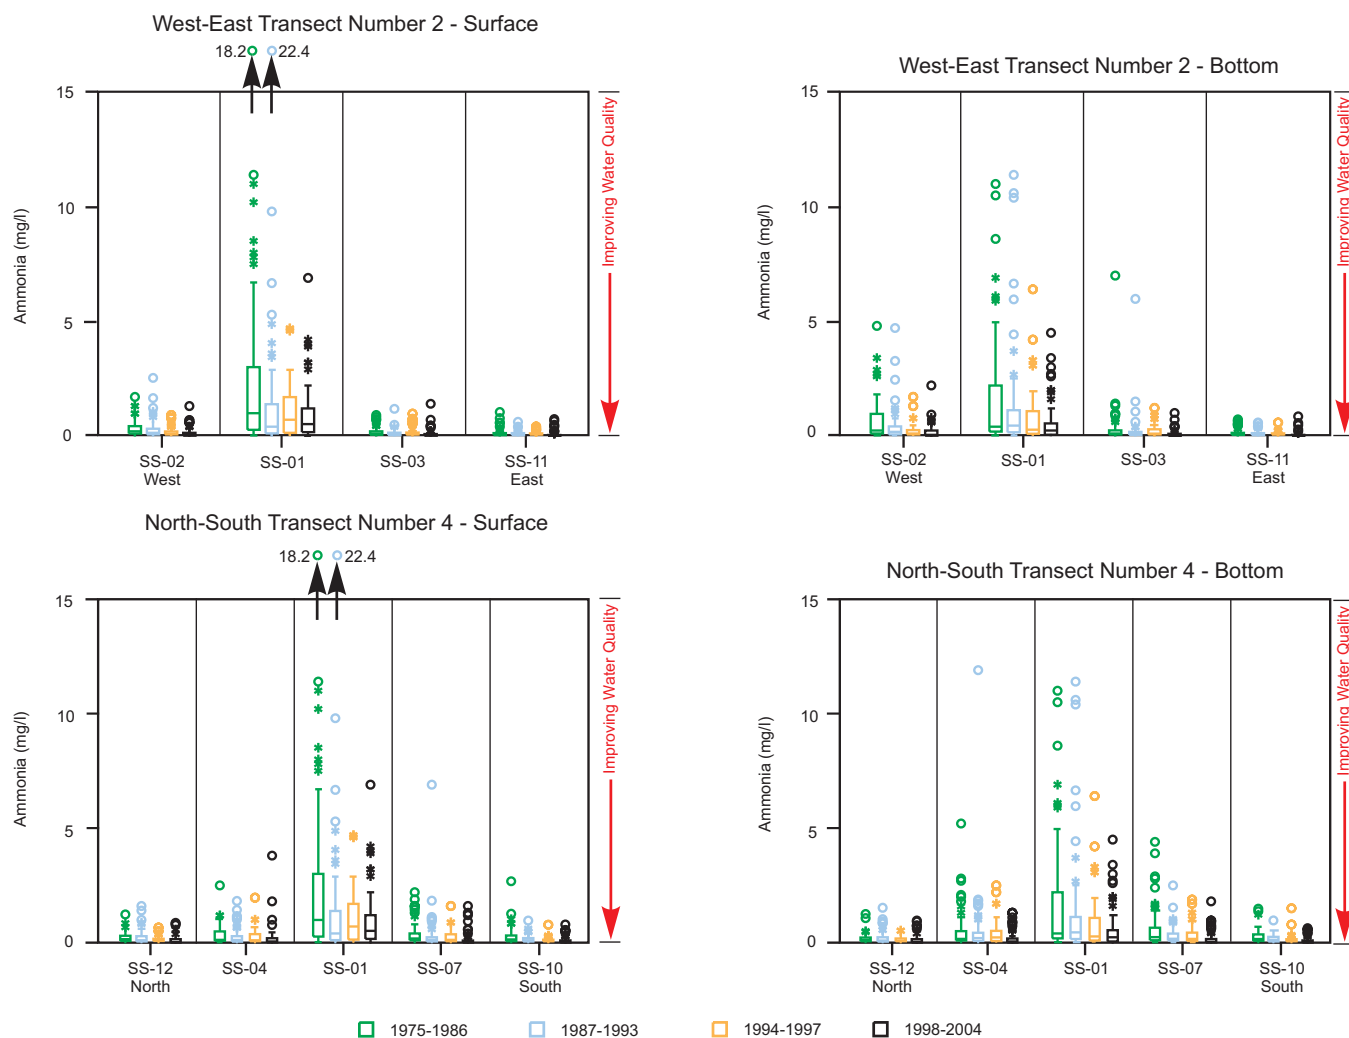 West-East Transect Number 2 - Surface
18.2 22.4
15
10
5
0
Ammonia (mg/l)
Improving Water Quality
SS-02 SS-01 SS-03 SS-11
West East
West-East Transect Number 2 - Bottom
15
10
5
0
Ammonia (mg/l)
Improving Water Quality
SS-02 SS-01 SS-03 SS-11
West East
North-South Transect Number 4 - Surface
18.2 22.4
15
10
5
0
Ammonia (mg/l)
Improving Water Quality
SS-12 SS-04 SS-01 SS-07 SS-10
North South
North-South Transect Number 4 - Bottom
15
10
5
0
Ammonia (mg/l)
Improving Water Quality
SS-12 SS-04 SS-01 SS-07 SS-10
North South
1975-1986 1987-1993 1994-1997 1998-2004